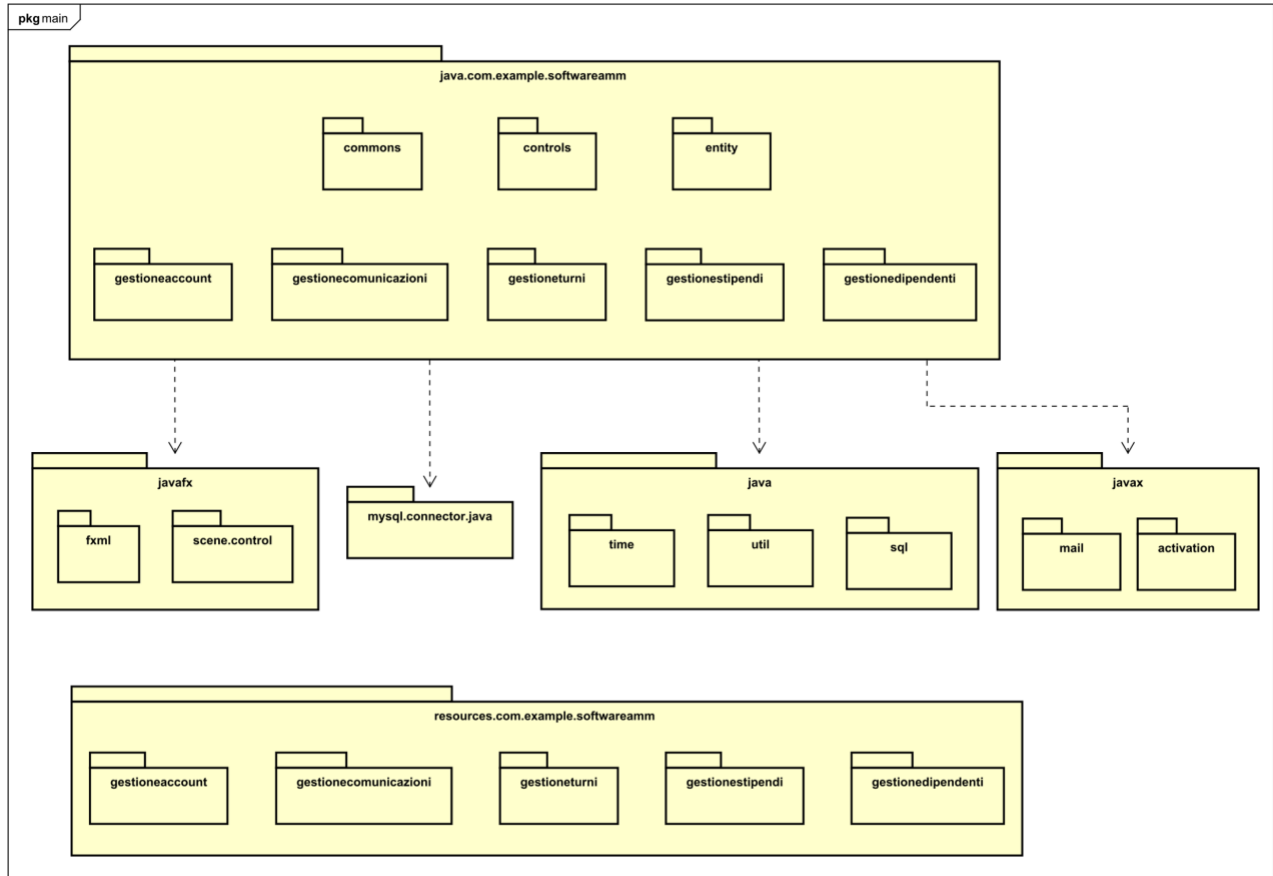 pkg main
java.com.example.softwareamm
commons
controls
entity
gestioneaccount
gestionecomunicazioni
gestioneturni
gestionestipendi
gestionedipendenti
javafx
fxml
scene.control
mysql.connector.java
java
time
util
sql
javax
mail
activation
resources.com.example.softwareamm
gestioneaccount
gestionecomunicazioni
gestioneturni
gestionestipendi
gestionedipendenti